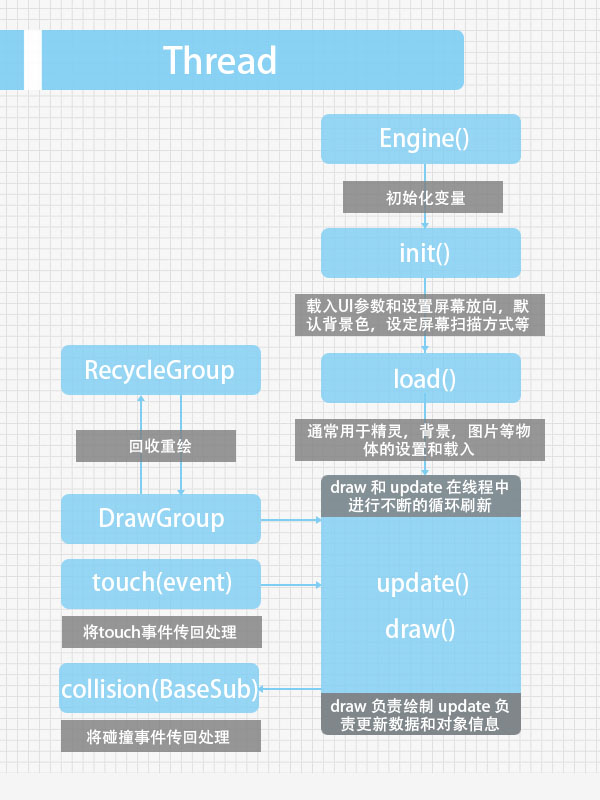 Thread
Engine()
初始化变量
init()
载入UI参数和设置屏幕放向，默
认背景色，设定屏幕扫描方式等
load()
通常用于精灵，背景，图片等物
体的设置和载入
RecycleGroup
回收重绘
DrawGroup
touch(event)
将touch事件传回处理
collision(BaseSub)
将碰撞事件传回处理
draw 和 update 在线程中
进行不断的循环刷新
update()
draw()
draw 负责绘制 update 负
责更新数据和对象信息